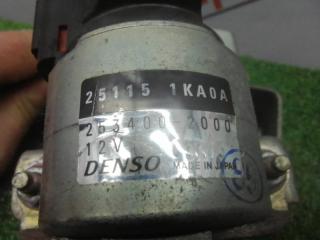 25115 1KA0A
263400-2000
12V
DENSO MADE IN JAPAN